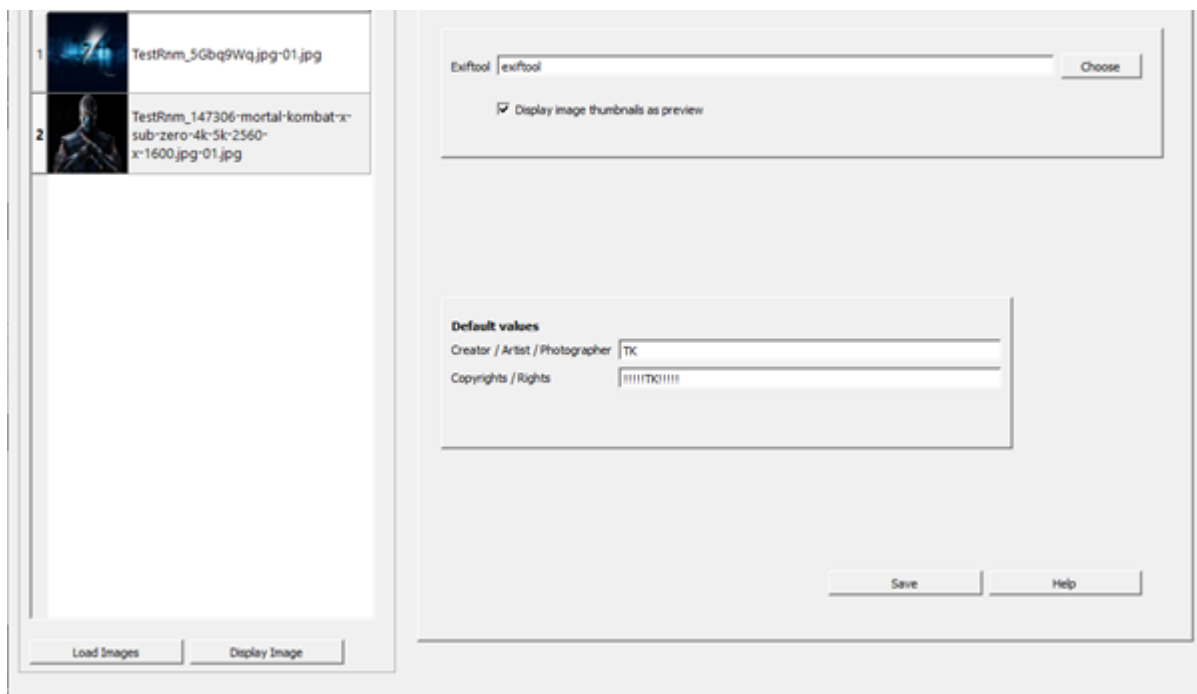 1
TestRnm_5Gbq9Wq.jpg-01.jpg
2
TestRnm_147306-mortal-kombat-x-
sub-zero-4k-5k-2560-
x-1600.jpg-01.jpg
Load Images
Display Image
Exiftool
exiftool
Choose
Display image thumbnails as preview
Default values
Creator / Artist / Photographer
TK
Copyrights / Rights
!!!!!TK!!!!!
Save
Help